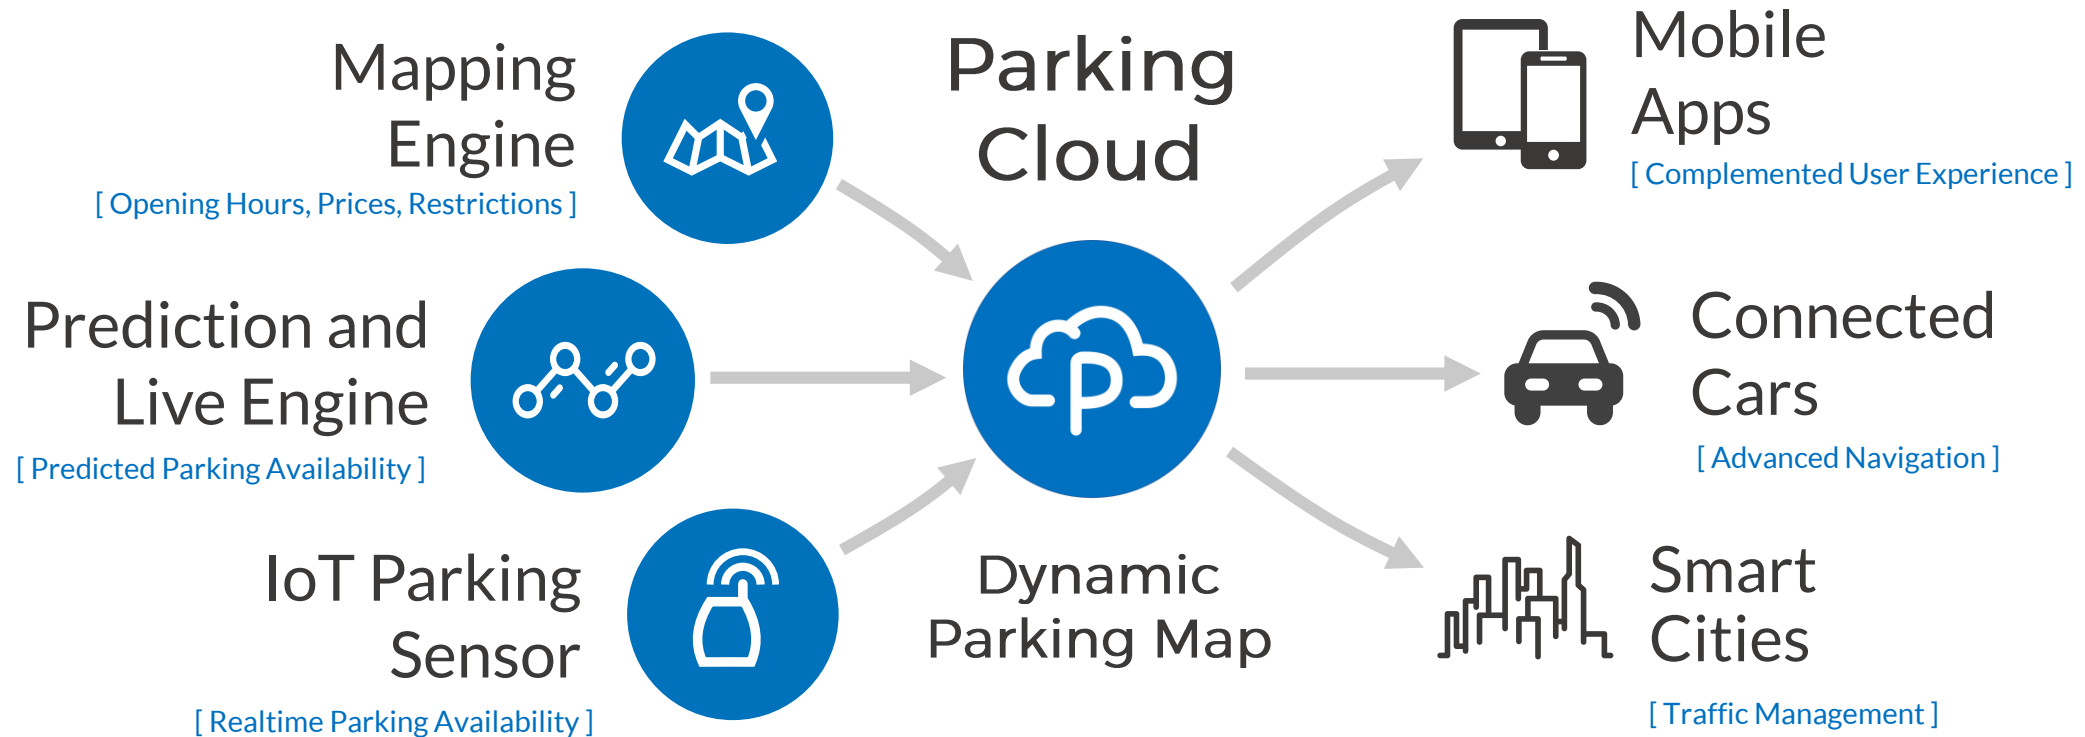 Mapping
Engine
[ Opening Hours, Prices, Restrictions ]
Prediction and
Live Engine
[ Predicted Parking Availability ]
IoT Parking
Sensor
[ Realtime Parking Availability ]
Parking
Cloud
p
Dynamic
Parking Map
Mobile
Apps
[ Complemented User Experience ]
Connected
Cars
[ Advanced Navigation ]
Smart
Cities
[ Traffic Management ]